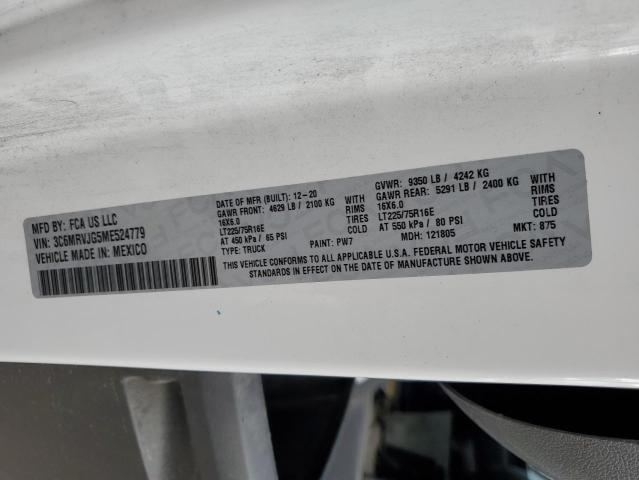 MFD BY: FCA US LLC
VIN: 3C6MRVJG5ME524779
VEHICLE MADE IN: MEXICO
DATE OF MFR (BUILT): 12-20
GAWR FRONT: 4629 LB / 2100 KG WITH
16X6.0 RIMS
LT225/75R16E TIRES
AT 450 kPa / 65 PSI COLD
TYPE: TRUCK PAINT: PW7
GVWR: 9350 LB / 4242 KG
GAWR REAR: 5291 LB / 2400 KG WITH
16X6.0 RIMS
LT225/75R16E TIRES
AT 550 kPa / 80 PSI COLD
MDH: 121805 MKT: 875
THIS VEHICLE CONFORMS TO ALL APPLICABLE U.S.A. FEDERAL MOTOR VEHICLE SAFETY
STANDARDS IN EFFECT ON THE DATE OF MANUFACTURE SHOWN ABOVE.